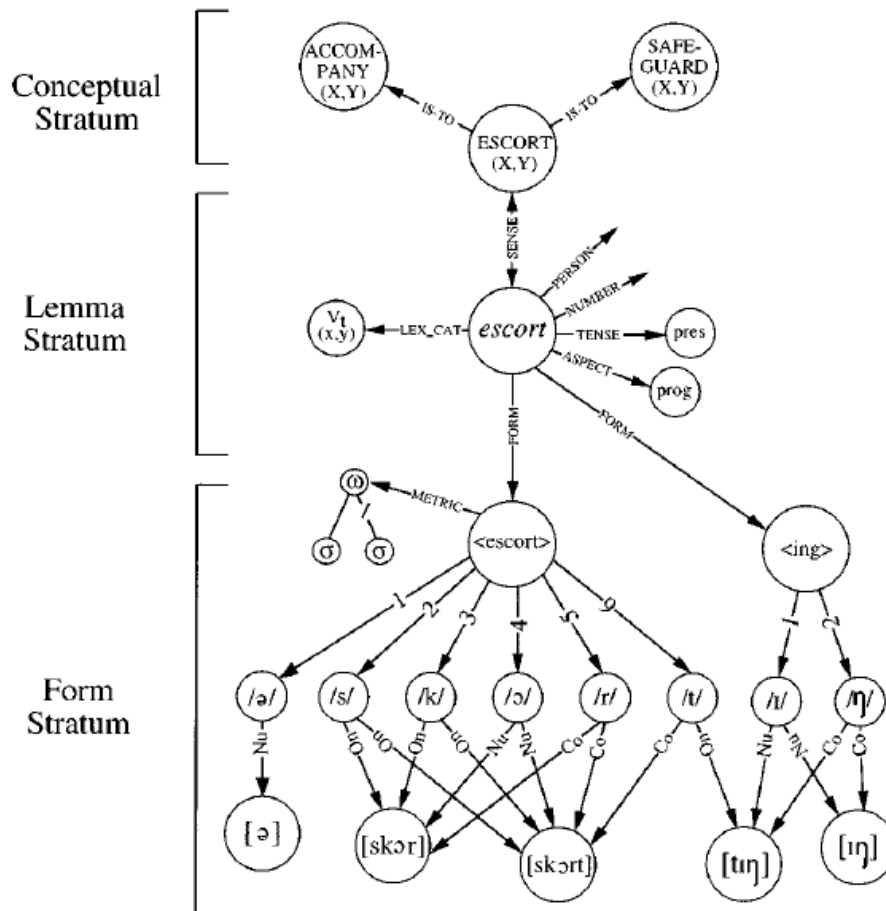 Conceptual
Stratum
ACCOM-
PANY
(X,Y)
SAFE-
GUARD
(X,Y)
IS-TO
IS-TO
ESCORT
(X,Y)
SENSE
Lemma
Stratum
PERSON
NUMBER
Vt
(x,y)
LEX_CAT
escort
TENSE
pres
ASPECT
prog
FORM
FORM
Form
Stratum
ω
METRIC
σ
σ
<escort>
<ing>
1
2
3
4
5
6
1
2
/ə/
/s/
/k/
/ɔ/
/r/
/t/
/ɪ/
/ŋ/
Nu
On
On
On
On
Nu
Nu
Co
Co
Co
On
Nu
Nu
Co
Co
[ə]
[skɔr]
[skɔrt]
[tɪŋ]
[ɪŋ]